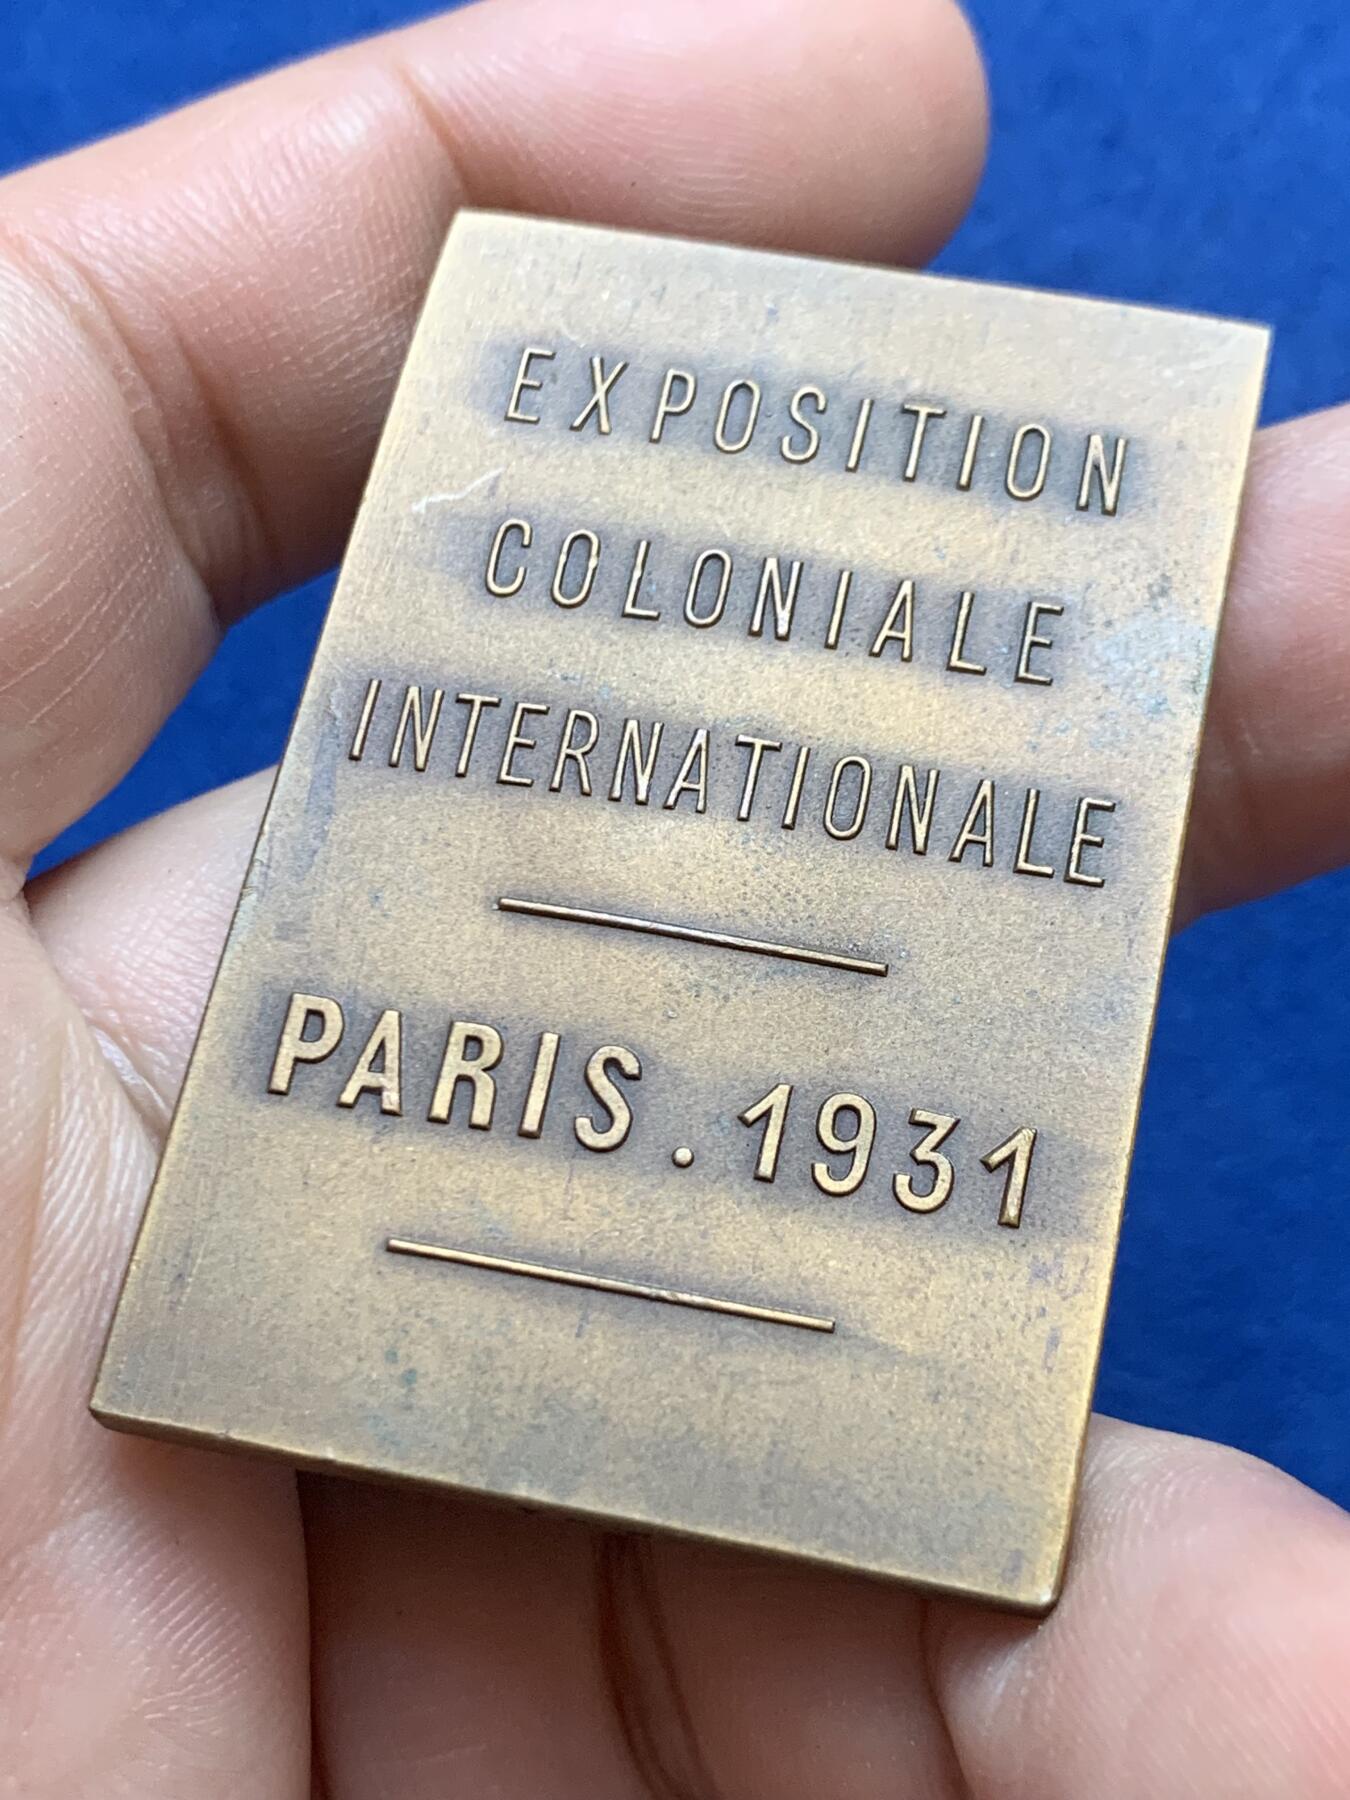 EXPOSITION
COLONIALE
INTERNATIONALE
PARIS . 1931